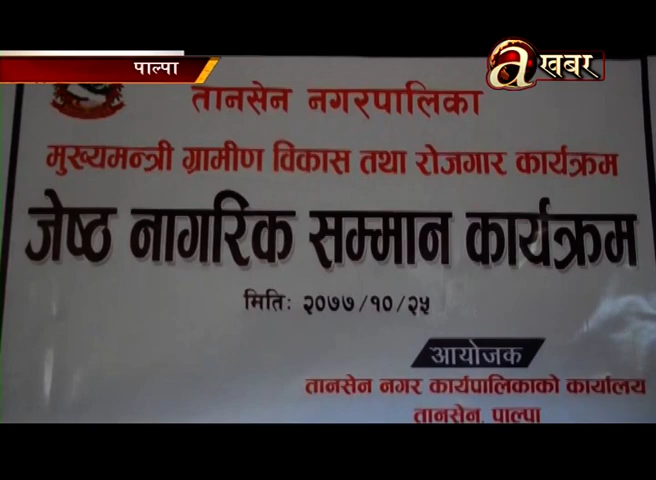 पाल्पा
a खबर
तानसेन नगरपालिका
मुख्यमन्त्री ग्रामीण विकास तथा रोजगार कार्यक्रम
जेष्ठ नागरिक सम्मान कार्यक्रम
मितिः २०७७/१०/२५
आयोजक
तानसेन नगर कार्यपालिकाको कार्यालय
तानसेन, पाल्पा